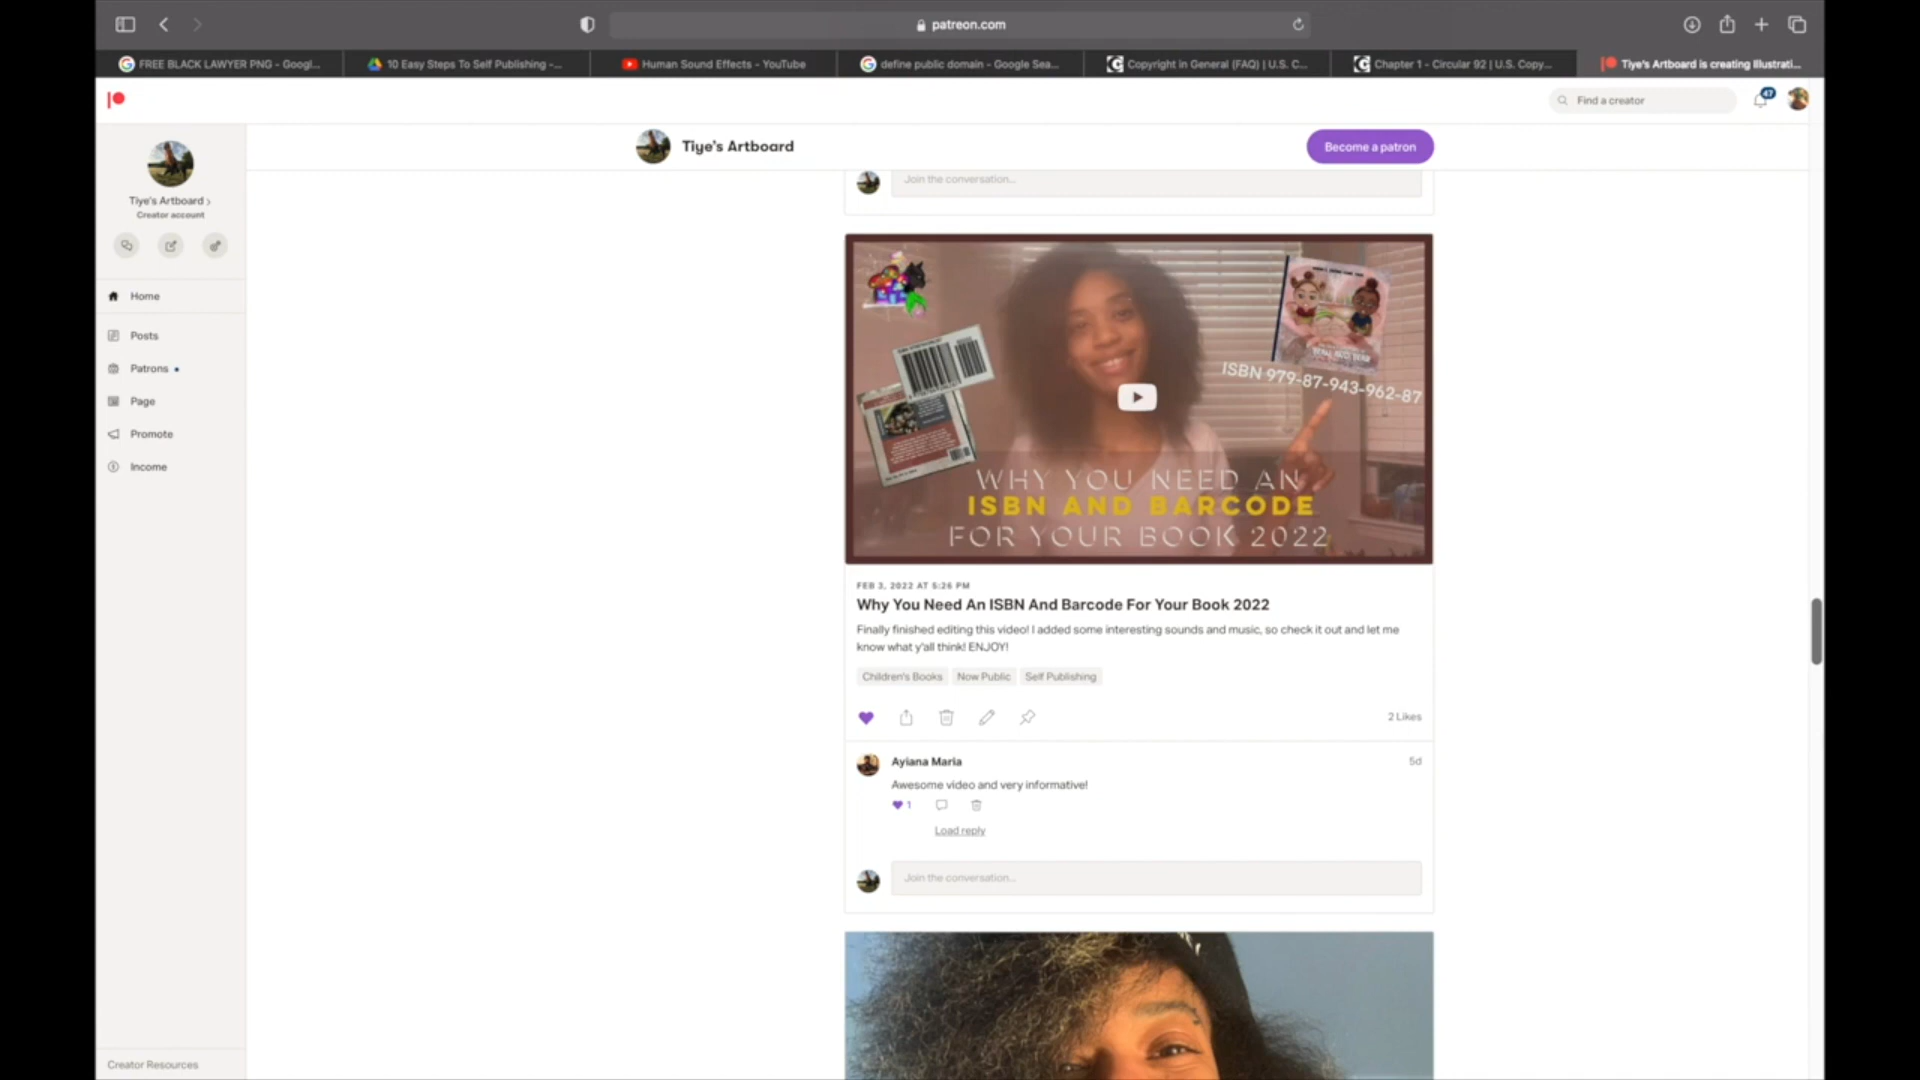 patreon.com
FREE BLACK LAWYER PNG - Googl...
10 Easy Steps To Self Publishing -...
Human Sound Effects - YouTube
define public domain - Google Sea...
Copyright in General (FAQ) | U.S. C...
Chapter 1 - Circular 92 | U.S. Copy...
Tiye's Artboard is creating Illustrati...
Find a creator
47
Tiye's Artboard
Become a patron
Tiye's Artboard
Creator account
Home
Posts
Patrons
Page
Promote
Income
Creator Resources
Join the conversation...
ISBN 979-87-943-962-87
WHY YOU NEED AN
ISBN AND BARCODE
FOR YOUR BOOK 2022
FEB 3, 2022 AT 5:26 PM
Why You Need An ISBN And Barcode For Your Book 2022
Finally finished editing this video! I added some interesting sounds and music, so check it out and let me
know what y'all think! ENJOY!
Children's Books
Now Public
Self Publishing
2 Likes
Ayiana Maria
5d
Awesome video and very informative!
1
Load reply
Join the conversation...